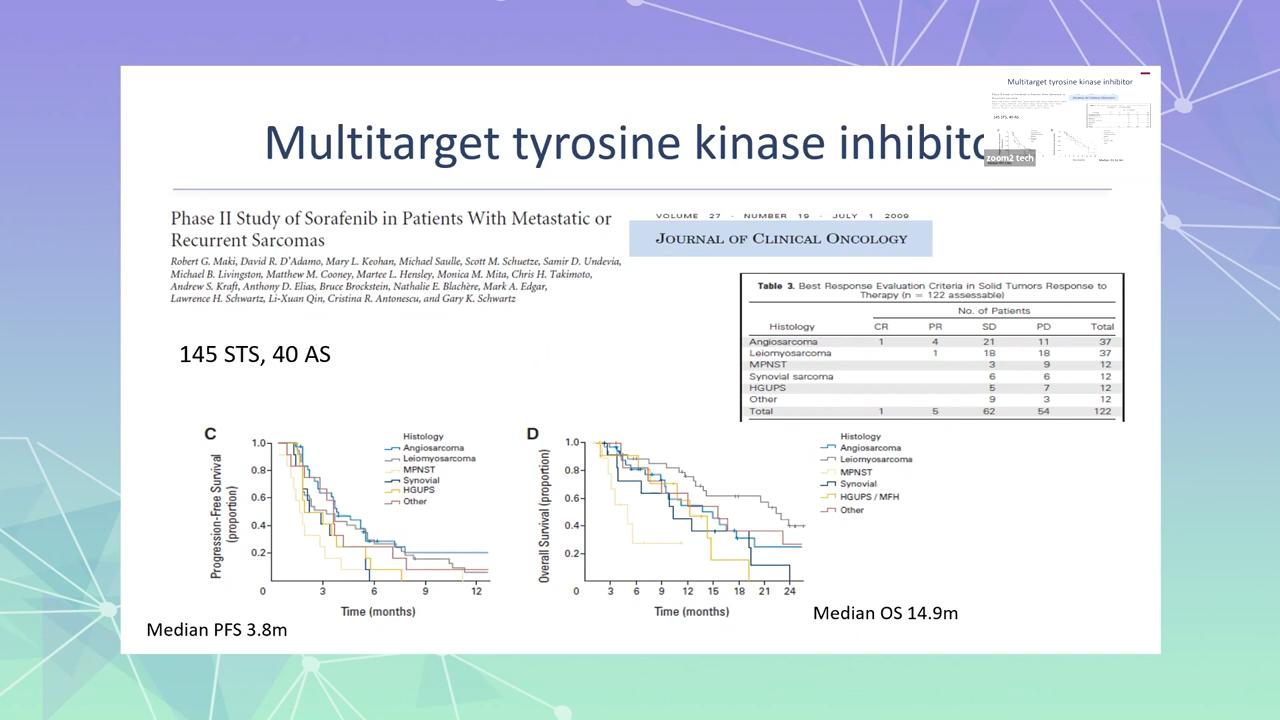 Multitarget tyrosine kinase inhibitor
Multitarget tyrosine kinase inhibito
145 STS, 40 AS
zoom2 tech
Phase II Study of Sorafenib in Patients With Metastatic or
Recurrent Sarcomas
Robert G. Maki, David R. D'Adamo, Mary L. Keohan, Michael Saulle, Scott M. Schuetze, Samir D. Undevia,
Michael B. Livingston, Matthew M. Cooney, Martee L. Hensley, Monica M. Mita, Chris H. Takimoto,
Andrew S. Kraft, Anthony D. Elias, Bruce Brockstein, Nathalie E. Blachère, Mark A. Edgar,
Lawrence H. Schwartz, Li-Xuan Qin, Cristina R. Antonescu, and Gary K. Schwartz
VOLUME 27 · NUMBER 19 · JULY 1 2009
JOURNAL OF CLINICAL ONCOLOGY
145 STS, 40 AS
Table 3. Best Response Evaluation Criteria in Solid Tumors Response to
Therapy (n = 122 assessable)
No. of Patients
Histology CR PR SD PD Total
Angiosarcoma 1 4 21 11 37
Leiomyosarcoma 1 18 18 37
MPNST 3 9 12
Synovial sarcoma 6 6 12
HGUPS 5 7 12
Other 9 3 12
Total 1 5 62 54 122
C
Progression-Free Survival
(proportion)
1.0
0.8
0.6
0.4
0.2
0 3 6 9 12
Time (months)
Histology
Angiosarcoma
Leiomyosarcoma
MPNST
Synovial
HGUPS
Other
Median PFS 3.8m
D
Overall Survival (proportion)
1.0
0.8
0.6
0.4
0.2
0 3 6 9 12 15 18 21 24
Time (months)
Histology
Angiosarcoma
Leiomyosarcoma
MPNST
Synovial
HGUPS / MFH
Other
Median OS 14.9m